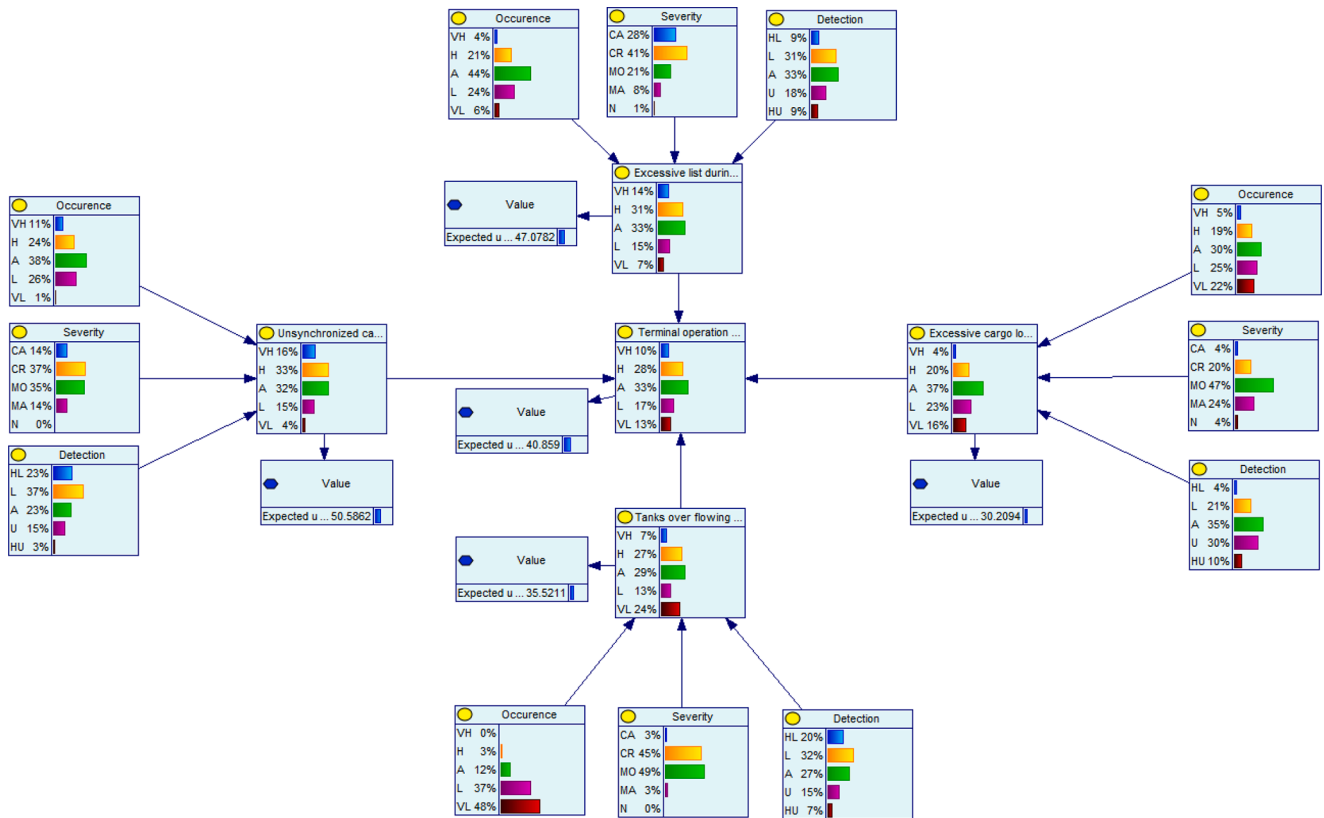 Occurence
VH 4%
H 21%
A 44%
L 24%
VL 6%
Severity
CA 28%
CR 41%
MO 21%
MA 8%
N 1%
Detection
HL 9%
L 31%
A 33%
U 18%
HU 9%
Excessive list durin...
VH 14%
H 31%
A 33%
L 15%
VL 7%
Value
Expected u ... 47.0782
Occurence
VH 11%
H 24%
A 38%
L 26%
VL 1%
Severity
CA 14%
CR 37%
MO 35%
MA 14%
N 0%
Detection
HL 23%
L 37%
A 23%
U 15%
HU 3%
Unsynchronized ca...
VH 16%
H 33%
A 32%
L 15%
VL 4%
Value
Expected u ... 50.5862
Terminal operation ...
VH 10%
H 28%
A 33%
L 17%
VL 13%
Value
Expected u ... 40.859
Excessive cargo lo...
VH 4%
H 20%
A 37%
L 23%
VL 16%
Value
Expected u ... 30.2094
Occurence
VH 5%
H 19%
A 30%
L 25%
VL 22%
Severity
CA 4%
CR 20%
MO 47%
MA 24%
N 4%
Detection
HL 4%
L 21%
A 35%
U 30%
HU 10%
Tanks over flowing ...
VH 7%
H 27%
A 29%
L 13%
VL 24%
Value
Expected u ... 35.5211
Occurence
VH 0%
H 3%
A 12%
L 37%
VL 48%
Severity
CA 3%
CR 45%
MO 49%
MA 3%
N 0%
Detection
HL 20%
L 32%
A 27%
U 15%
HU 7%